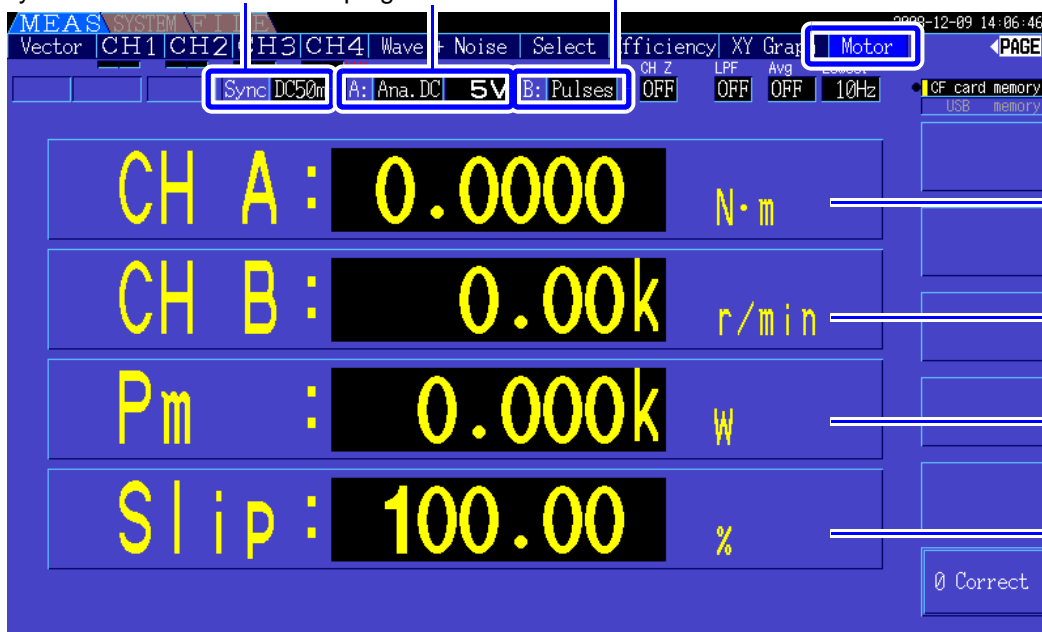 MEAS SYSTEM FILE 2008-12-09 14:06:46
Vector CH1 CH2 CH3 CH4 Wave + Noise Select Efficiency XY Graph Motor PAGE
CH Z LPF Avg Lowest
Sync DC50m A: Ana.DC 5V B: Pulses OFF OFF OFF 10Hz
CF card memory
USB memory
CH A: 0.0000 N·m
CH B: 0.00k r/min
Pm : 0.000k W
Slip: 100.00 %
0 Correct